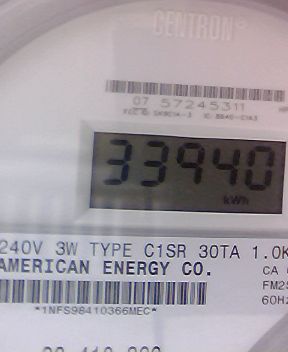 CENTRON®
07 57245311
33940
kWh
240V 3W TYPE C1SR 30TA 1.0K
AMERICAN ENERGY CO.
CA
FM2S
60Hz
*1NFS98410366MEC*